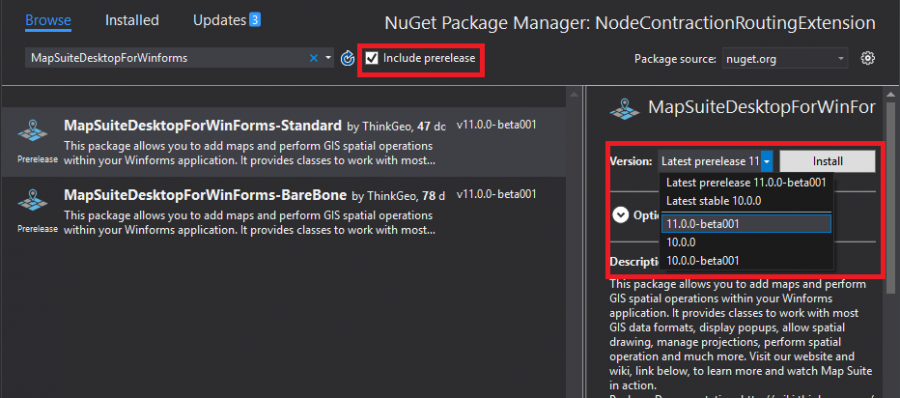 Browse Installed Updates 3 NuGet Package Manager: NodeContractionRoutingExtension
MapSuiteDesktopForWinforms Include prerelease Package source: nuget.org
MapSuiteDesktopForWinForms-Standard by ThinkGeo, 47 dc v11.0.0-beta001
This package allows you to add maps and perform GIS spatial operations
within your Winforms application. It provides classes to work with most...
Prerelease
MapSuiteDesktopForWinForms-BareBone by ThinkGeo, 78 d v11.0.0-beta001
This package allows you to add maps and perform GIS spatial operations
within your Winforms application. It provides classes to work with most...
Prerelease
MapSuiteDesktopForWinFor
Version: Latest prerelease 11 Install
Latest prerelease 11.0.0-beta001
Latest stable 10.0.0
Optio
11.0.0-beta001
10.0.0
10.0.0-beta001
Descripti
This package allows you to add maps and perform
GIS spatial operations within your Winforms
application. It provides classes to work with most
GIS data formats, display popups, allow spatial
drawing, manage projections, perform spatial
operation and much more. Visit our website and
wiki, link below, to learn more and watch Map Suite
in action.